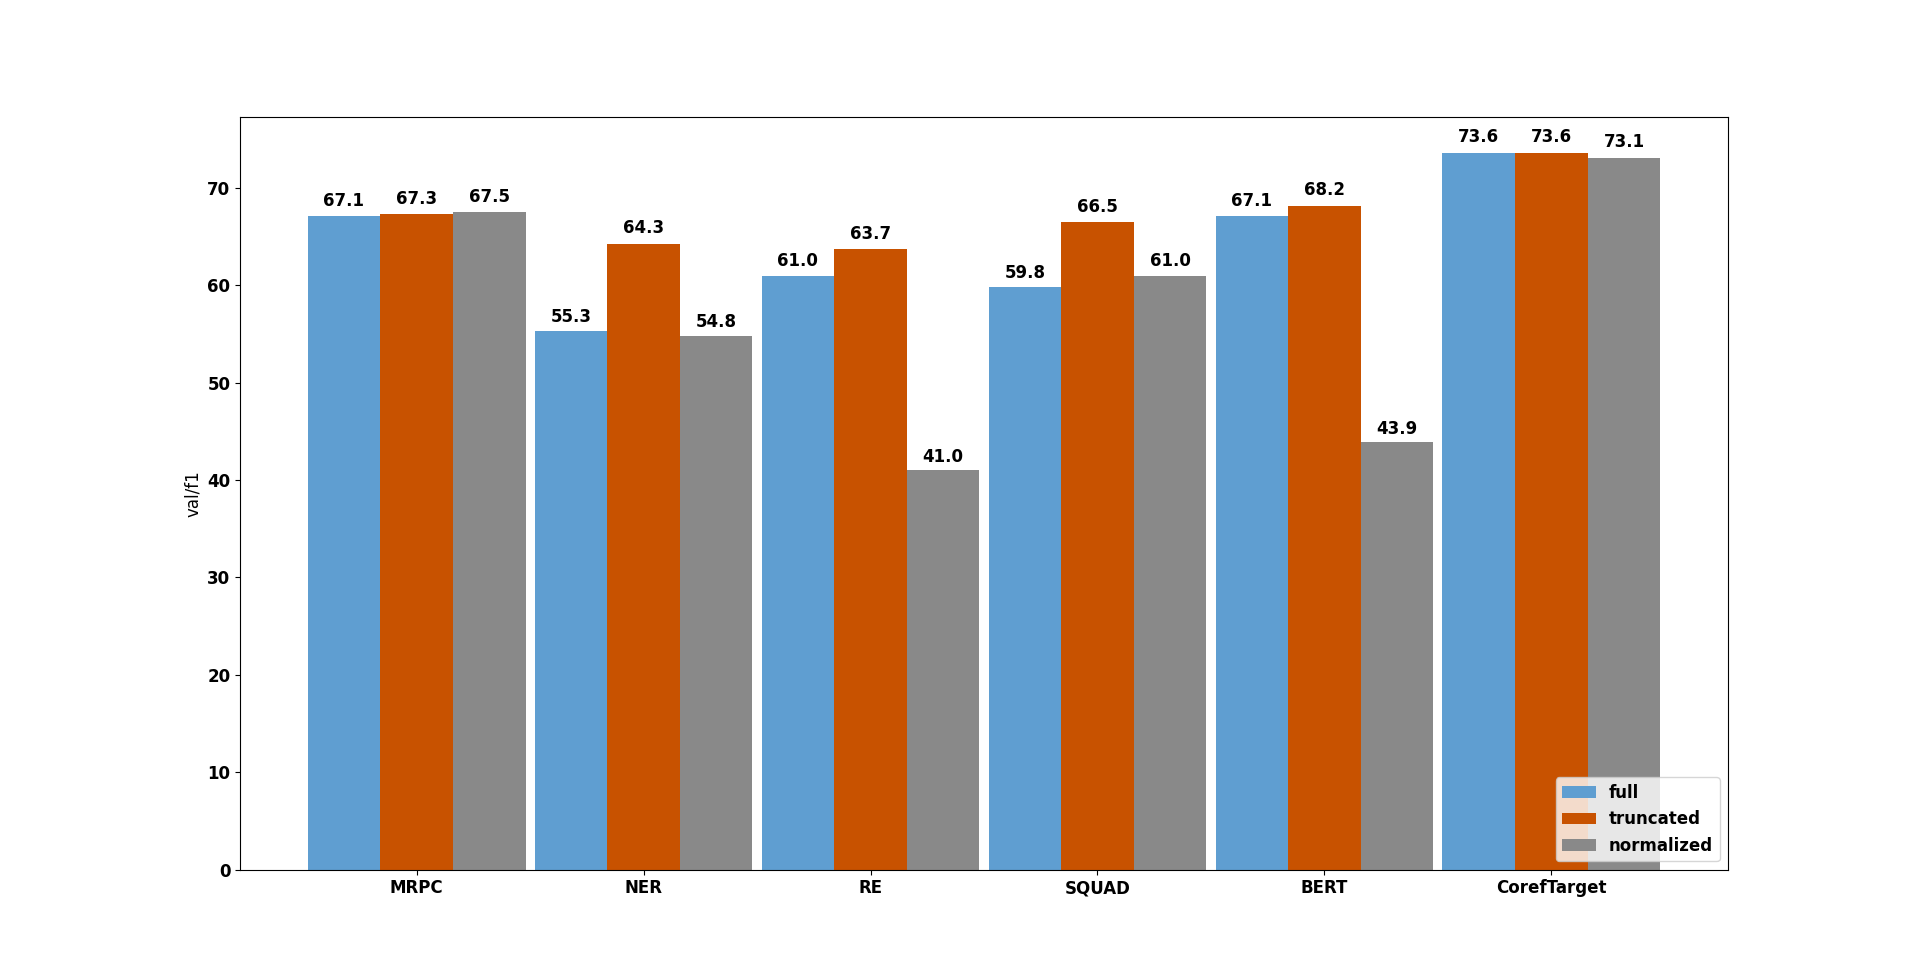 73.6 73.6 73.1
67.1 67.3 67.5
55.3 64.3 54.8
61.0 63.7 41.0
59.8 66.5 61.0
67.1 68.2 43.9
70
60
50
40
30
20
10
0
val/f1
MRPC NER RE SQUAD BERT CorefTarget
full
truncated
normalized